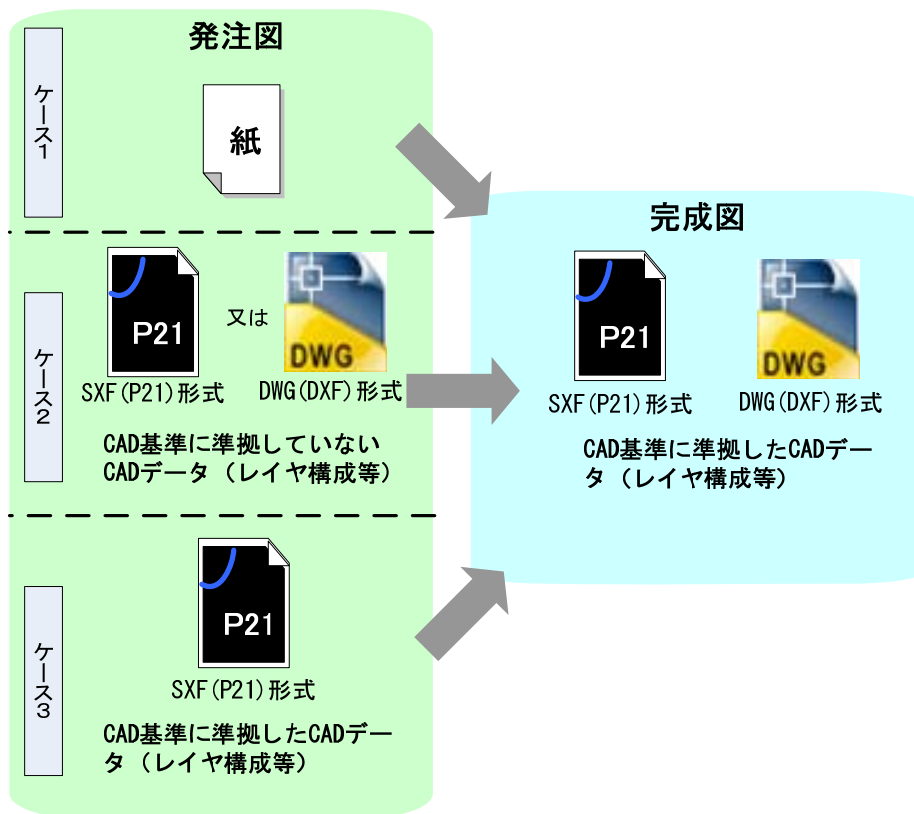 発注図
ケース1
紙
ケース2
P21
又は
DWG
SXF(P21)形式
DWG(DXF)形式
CAD基準に準拠していない
CADデータ（レイヤ構成等）
ケース3
P21
SXF(P21)形式
CAD基準に準拠したCADデー
タ（レイヤ構成等）
完成図
P21
DWG
SXF(P21)形式
DWG(DXF)形式
CAD基準に準拠したCADデー
タ（レイヤ構成等）